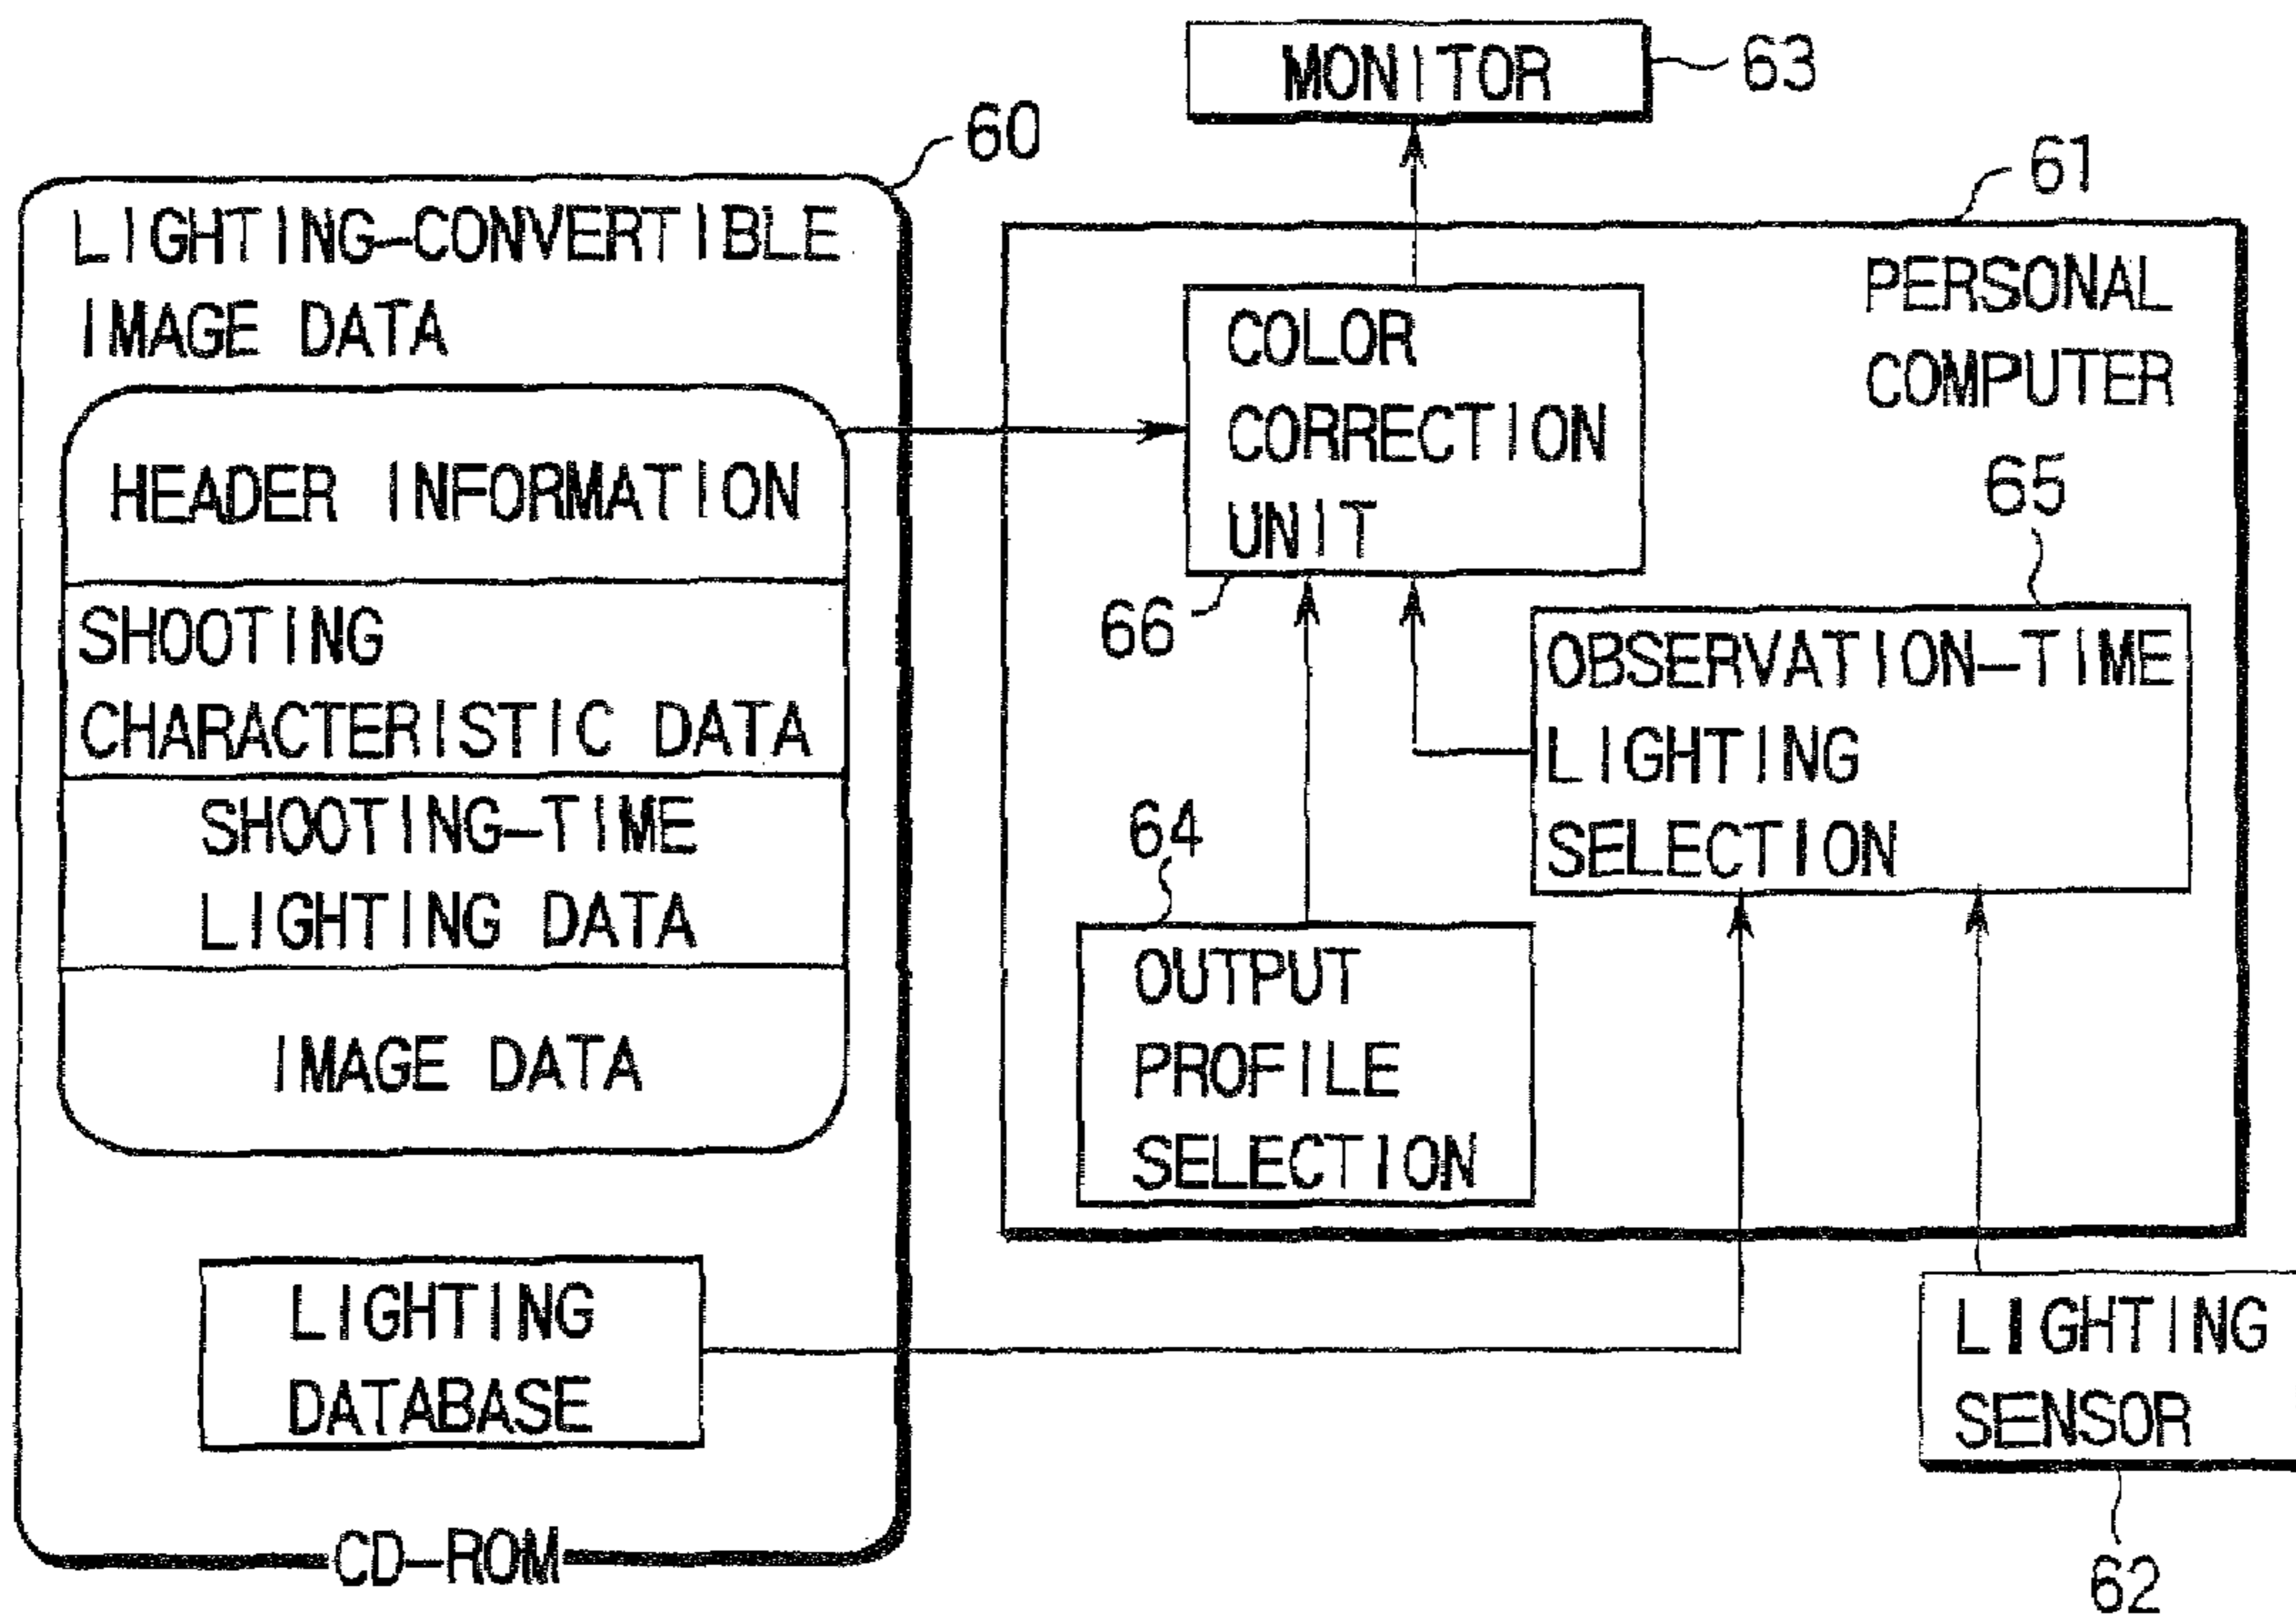 MONITOR
63
60
LIGHTING-CONVERTIBLE
IMAGE DATA
HEADER INFORMATION
SHOOTING
CHARACTERISTIC DATA
SHOOTING-TIME
LIGHTING DATA
IMAGE DATA
LIGHTING
DATABASE
CD-ROM
61
PERSONAL
COMPUTER
COLOR
CORRECTION
UNIT
66
65
OBSERVATION-TIME
LIGHTING
SELECTION
64
OUTPUT
PROFILE
SELECTION
LIGHTING
SENSOR
62